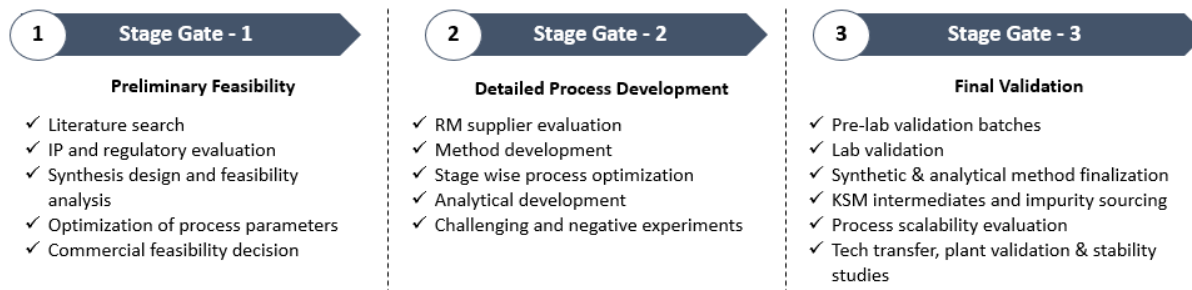 1
Stage Gate - 1
Preliminary Feasibility
✓ Literature search
✓ IP and regulatory evaluation
✓ Synthesis design and feasibility
analysis
✓ Optimization of process parameters
✓ Commercial feasibility decision
2
Stage Gate - 2
Detailed Process Development
✓ RM supplier evaluation
✓ Method development
✓ Stage wise process optimization
✓ Analytical development
✓ Challenging and negative experiments
3
Stage Gate - 3
Final Validation
✓ Pre-lab validation batches
✓ Lab validation
✓ Synthetic & analytical method finalization
✓ KSM intermediates and impurity sourcing
✓ Process scalability evaluation
✓ Tech transfer, plant validation & stability
studies